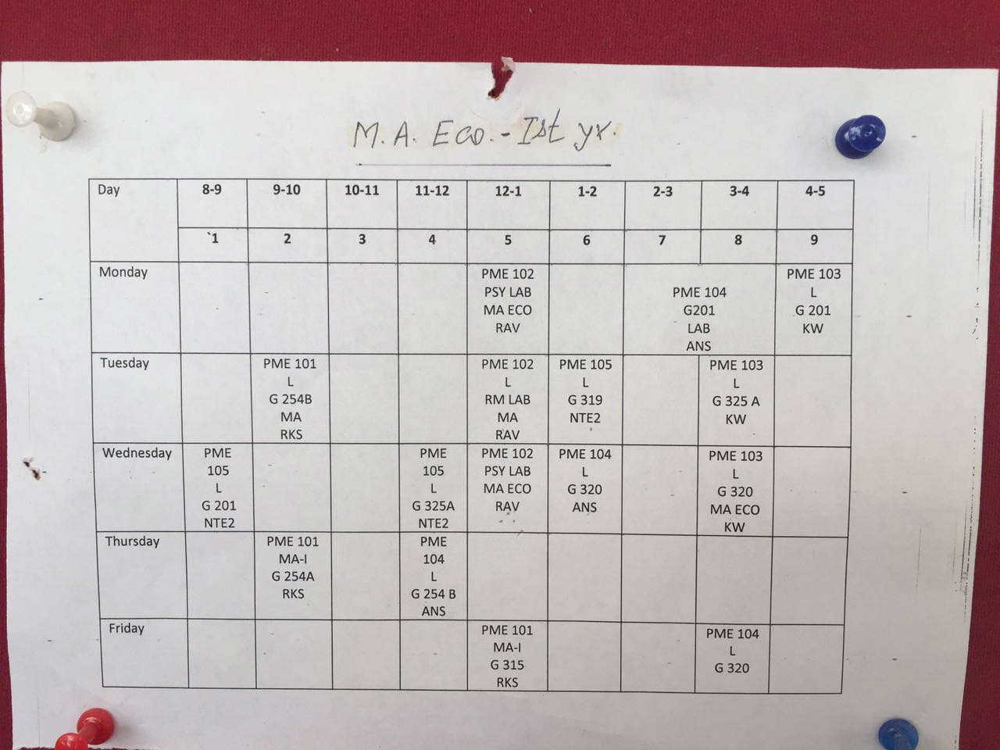 M. A. Eco. - Ist yr.
Day 8-9 9-10 10-11 11-12 12-1 1-2 2-3 3-4 4-5
`1 2 3 4 5 6 7 8 9
Monday
PME 102
PSY LAB
MA ECO
RAV
PME 104
G201
LAB
ANS
PME 103
L
G 201
KW
Tuesday
PME 101
L
G 254B
MA
RKS
PME 102
L
RM LAB
MA
RAV
PME 105
L
G 319
NTE2
PME 103
L
G 325 A
KW
Wednesday
PME
105
L
G 201
NTE2
PME
105
L
G 325A
NTE2
PME 102
PSY LAB
MA ECO
RAV
PME 104
L
G 320
ANS
PME 103
L
G 320
MA ECO
KW
Thursday
PME 101
MA-I
G 254A
RKS
PME
104
L
G 254 B
ANS
Friday
PME 101
MA-I
G 315
RKS
PME 104
L
G 320